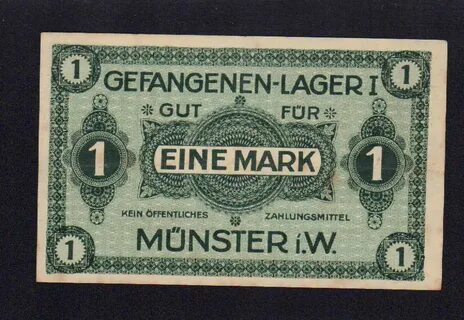 1 1
GEFANGENEN-LAGER I
GUT FÜR
1 EINE MARK 1
KEIN ÖFFENTLICHES ZAHLUNGSMITTEL
MÜNSTER i.W.
1 1